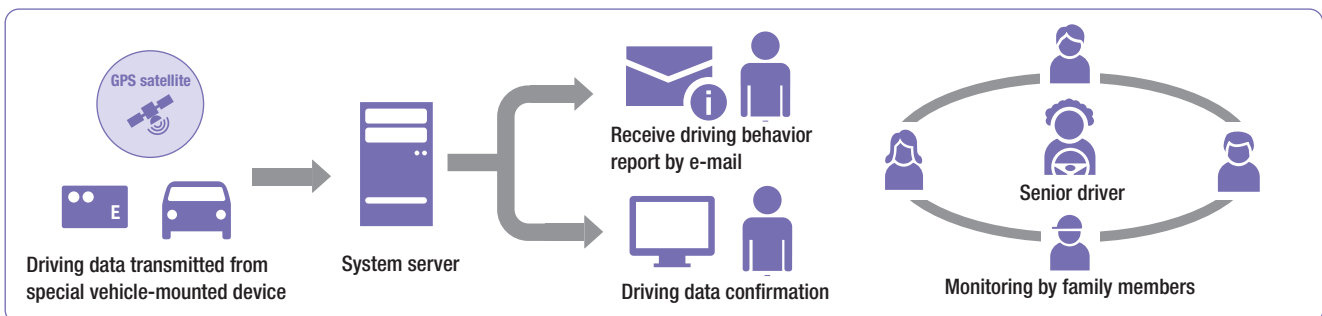 GPS satellite
E
Driving data transmitted from
special vehicle-mounted device
System server
i
Receive driving behavior
report by e-mail
Driving data confirmation
Senior driver
Monitoring by family members